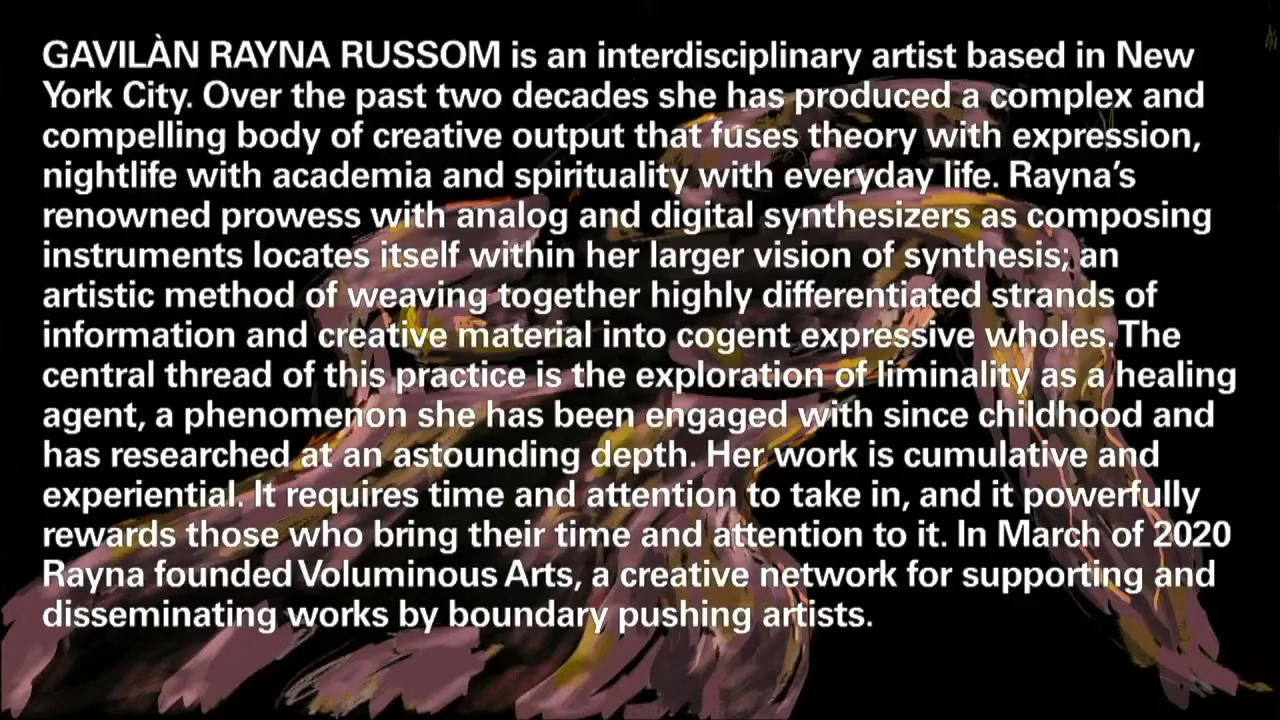 GAVILÀN RAYNA RUSSOM is an interdisciplinary artist based in New
York City. Over the past two decades she has produced a complex and
compelling body of creative output that fuses theory with expression,
nightlife with academia and spirituality with everyday life. Rayna’s
renowned prowess with analog and digital synthesizers as composing
instruments locates itself within her larger vision of synthesis; an
artistic method of weaving together highly differentiated strands of
information and creative material into cogent expressive wholes. The
central thread of this practice is the exploration of liminality as a healing
agent, a phenomenon she has been engaged with since childhood and
has researched at an astounding depth. Her work is cumulative and
experiential. It requires time and attention to take in, and it powerfully
rewards those who bring their time and attention to it. In March of 2020
Rayna founded Voluminous Arts, a creative network for supporting and
disseminating works by boundary pushing artists.